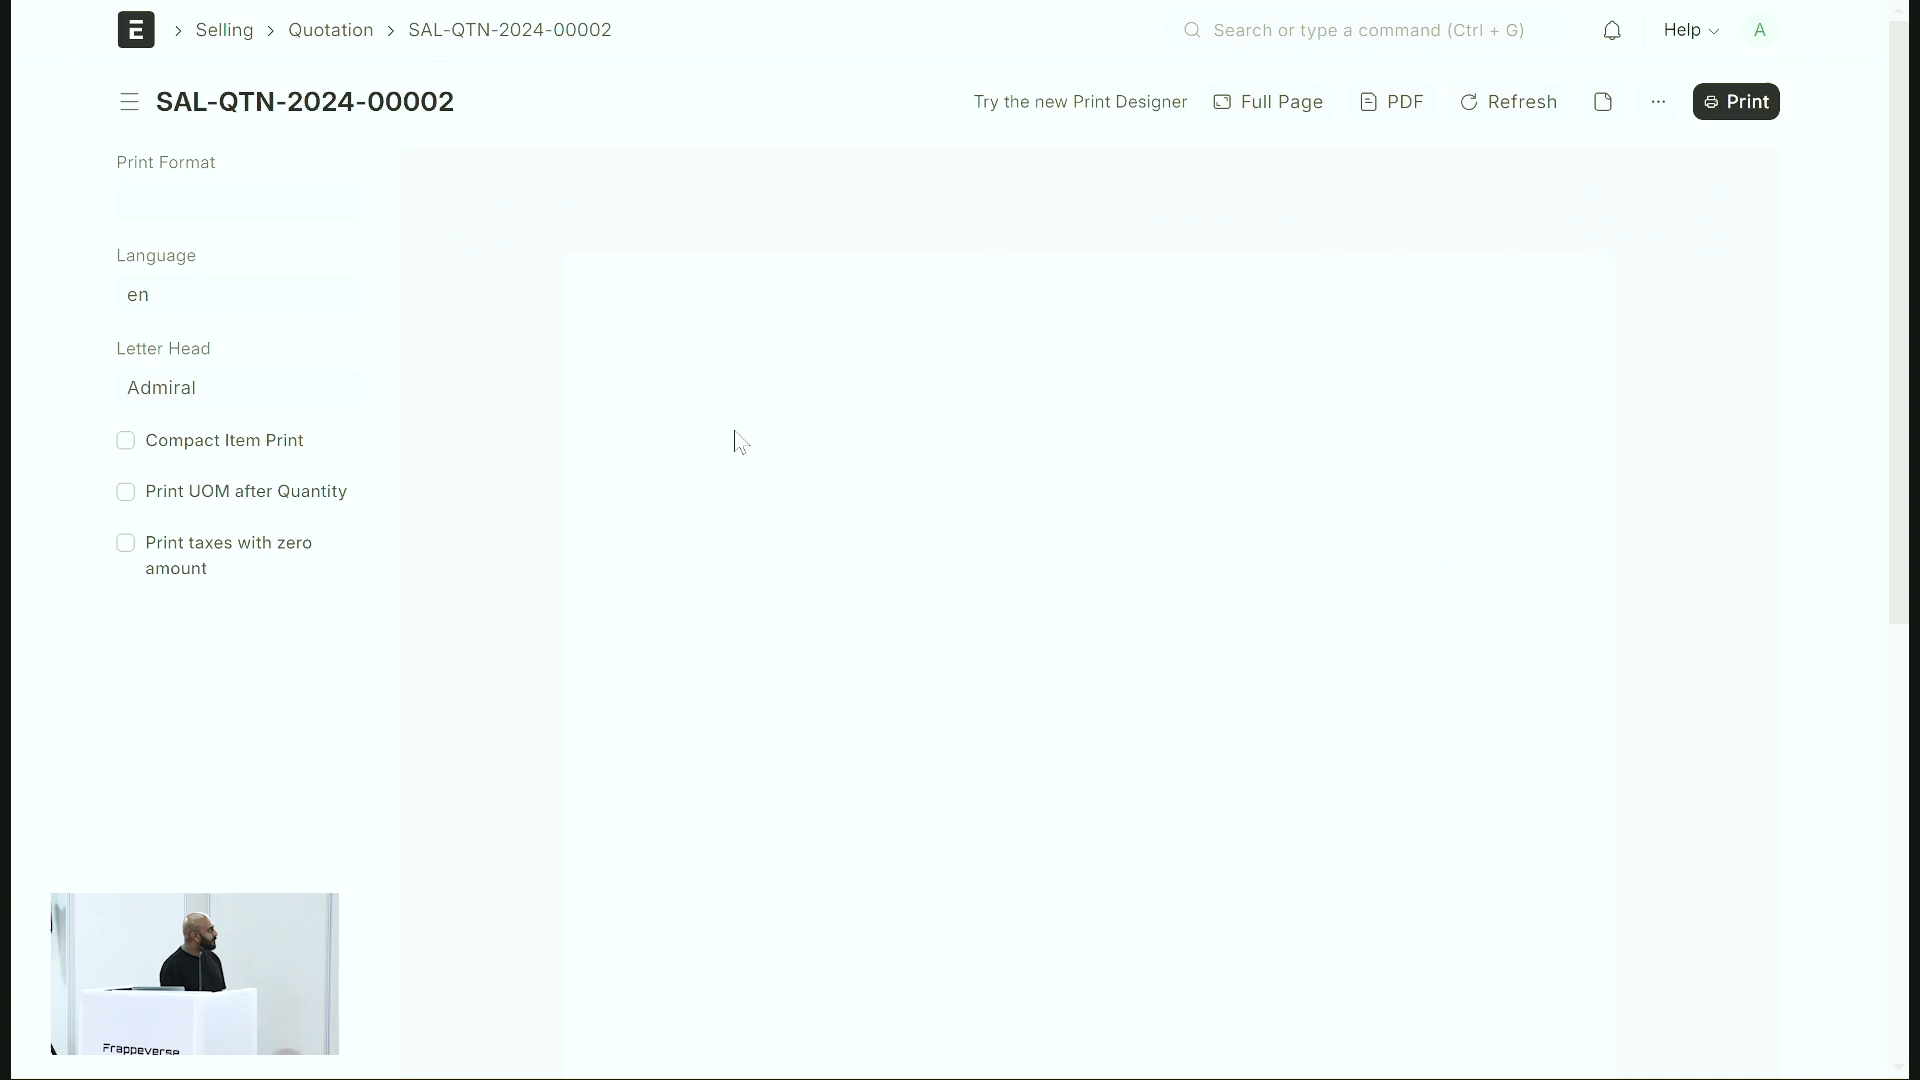 E
Selling
Quotation
SAL-QTN-2024-00002
Search or type a command (Ctrl + G)
Help
A
SAL-QTN-2024-00002
Try the new Print Designer
Full Page
PDF
Refresh
Print
Print Format
Language
en
Letter Head
Admiral
Compact Item Print
Print UOM after Quantity
Print taxes with zero
amount
Frappeverse